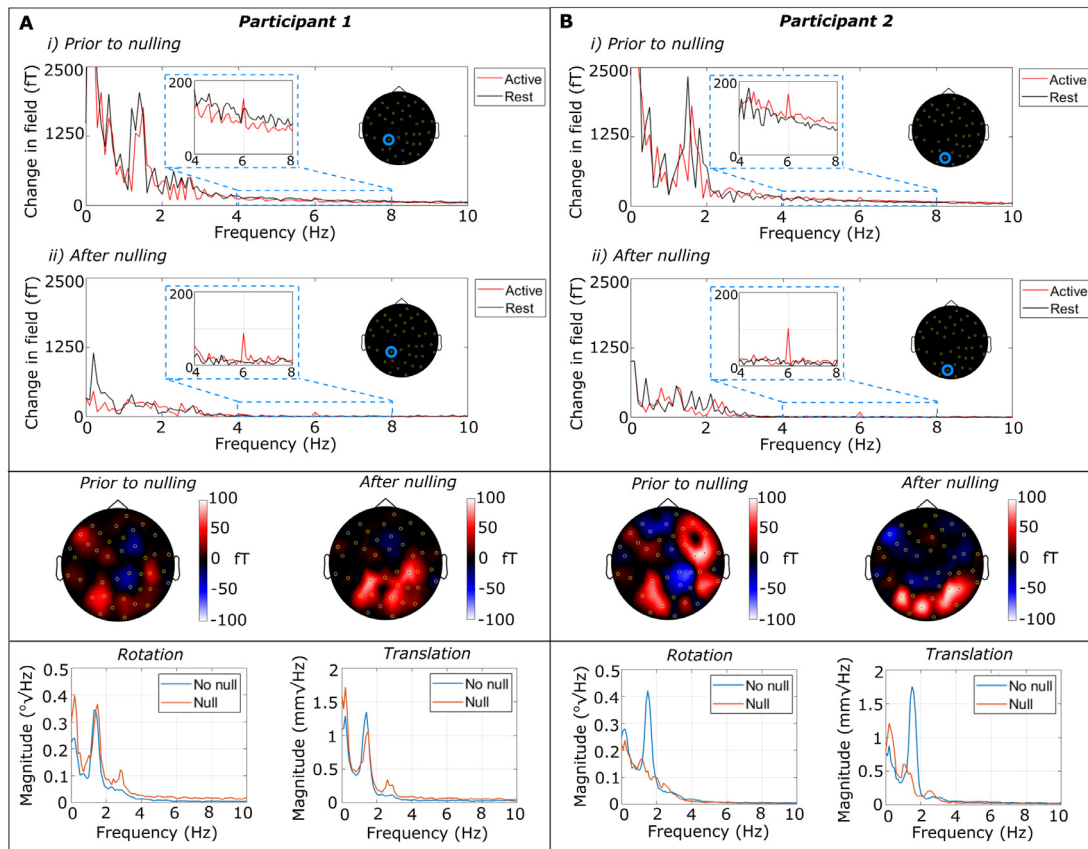 A
Participant 1
i) Prior to nulling
2500
1250
0
Change in field (fT)
200
0
4 6 8
Active
Rest
0 2 4 6 8 10
Frequency (Hz)
ii) After nulling
2500
1250
0
Change in field (fT)
200
0
4 6 8
Active
Rest
0 2 4 6 8 10
Frequency (Hz)
Prior to nulling
100
50
0 fT
-50
-100
After nulling
100
50
0 fT
-50
-100
Rotation
0.5
0.4
0.3
0.2
0.1
0
Magnitude (°√Hz)
No null
Null
0 2 4 6 8 10
Frequency (Hz)
Translation
2
1.5
1
0.5
0
Magnitude (mm√Hz)
No null
Null
0 2 4 6 8 10
Frequency (Hz)
B
Participant 2
i) Prior to nulling
2500
1250
0
Change in field (fT)
200
0
4 6 8
Active
Rest
0 2 4 6 8 10
Frequency (Hz)
ii) After nulling
2500
1250
0
Change in field (fT)
200
0
4 6 8
Active
Rest
0 2 4 6 8 10
Frequency (Hz)
Prior to nulling
100
50
0 fT
-50
-100
After nulling
100
50
0 fT
-50
-100
Rotation
0.5
0.4
0.3
0.2
0.1
0
Magnitude (°√Hz)
No null
Null
0 2 4 6 8 10
Frequency (Hz)
Translation
2
1.5
1
0.5
0
Magnitude (mm√Hz)
No null
Null
0 2 4 6 8 10
Frequency (Hz)